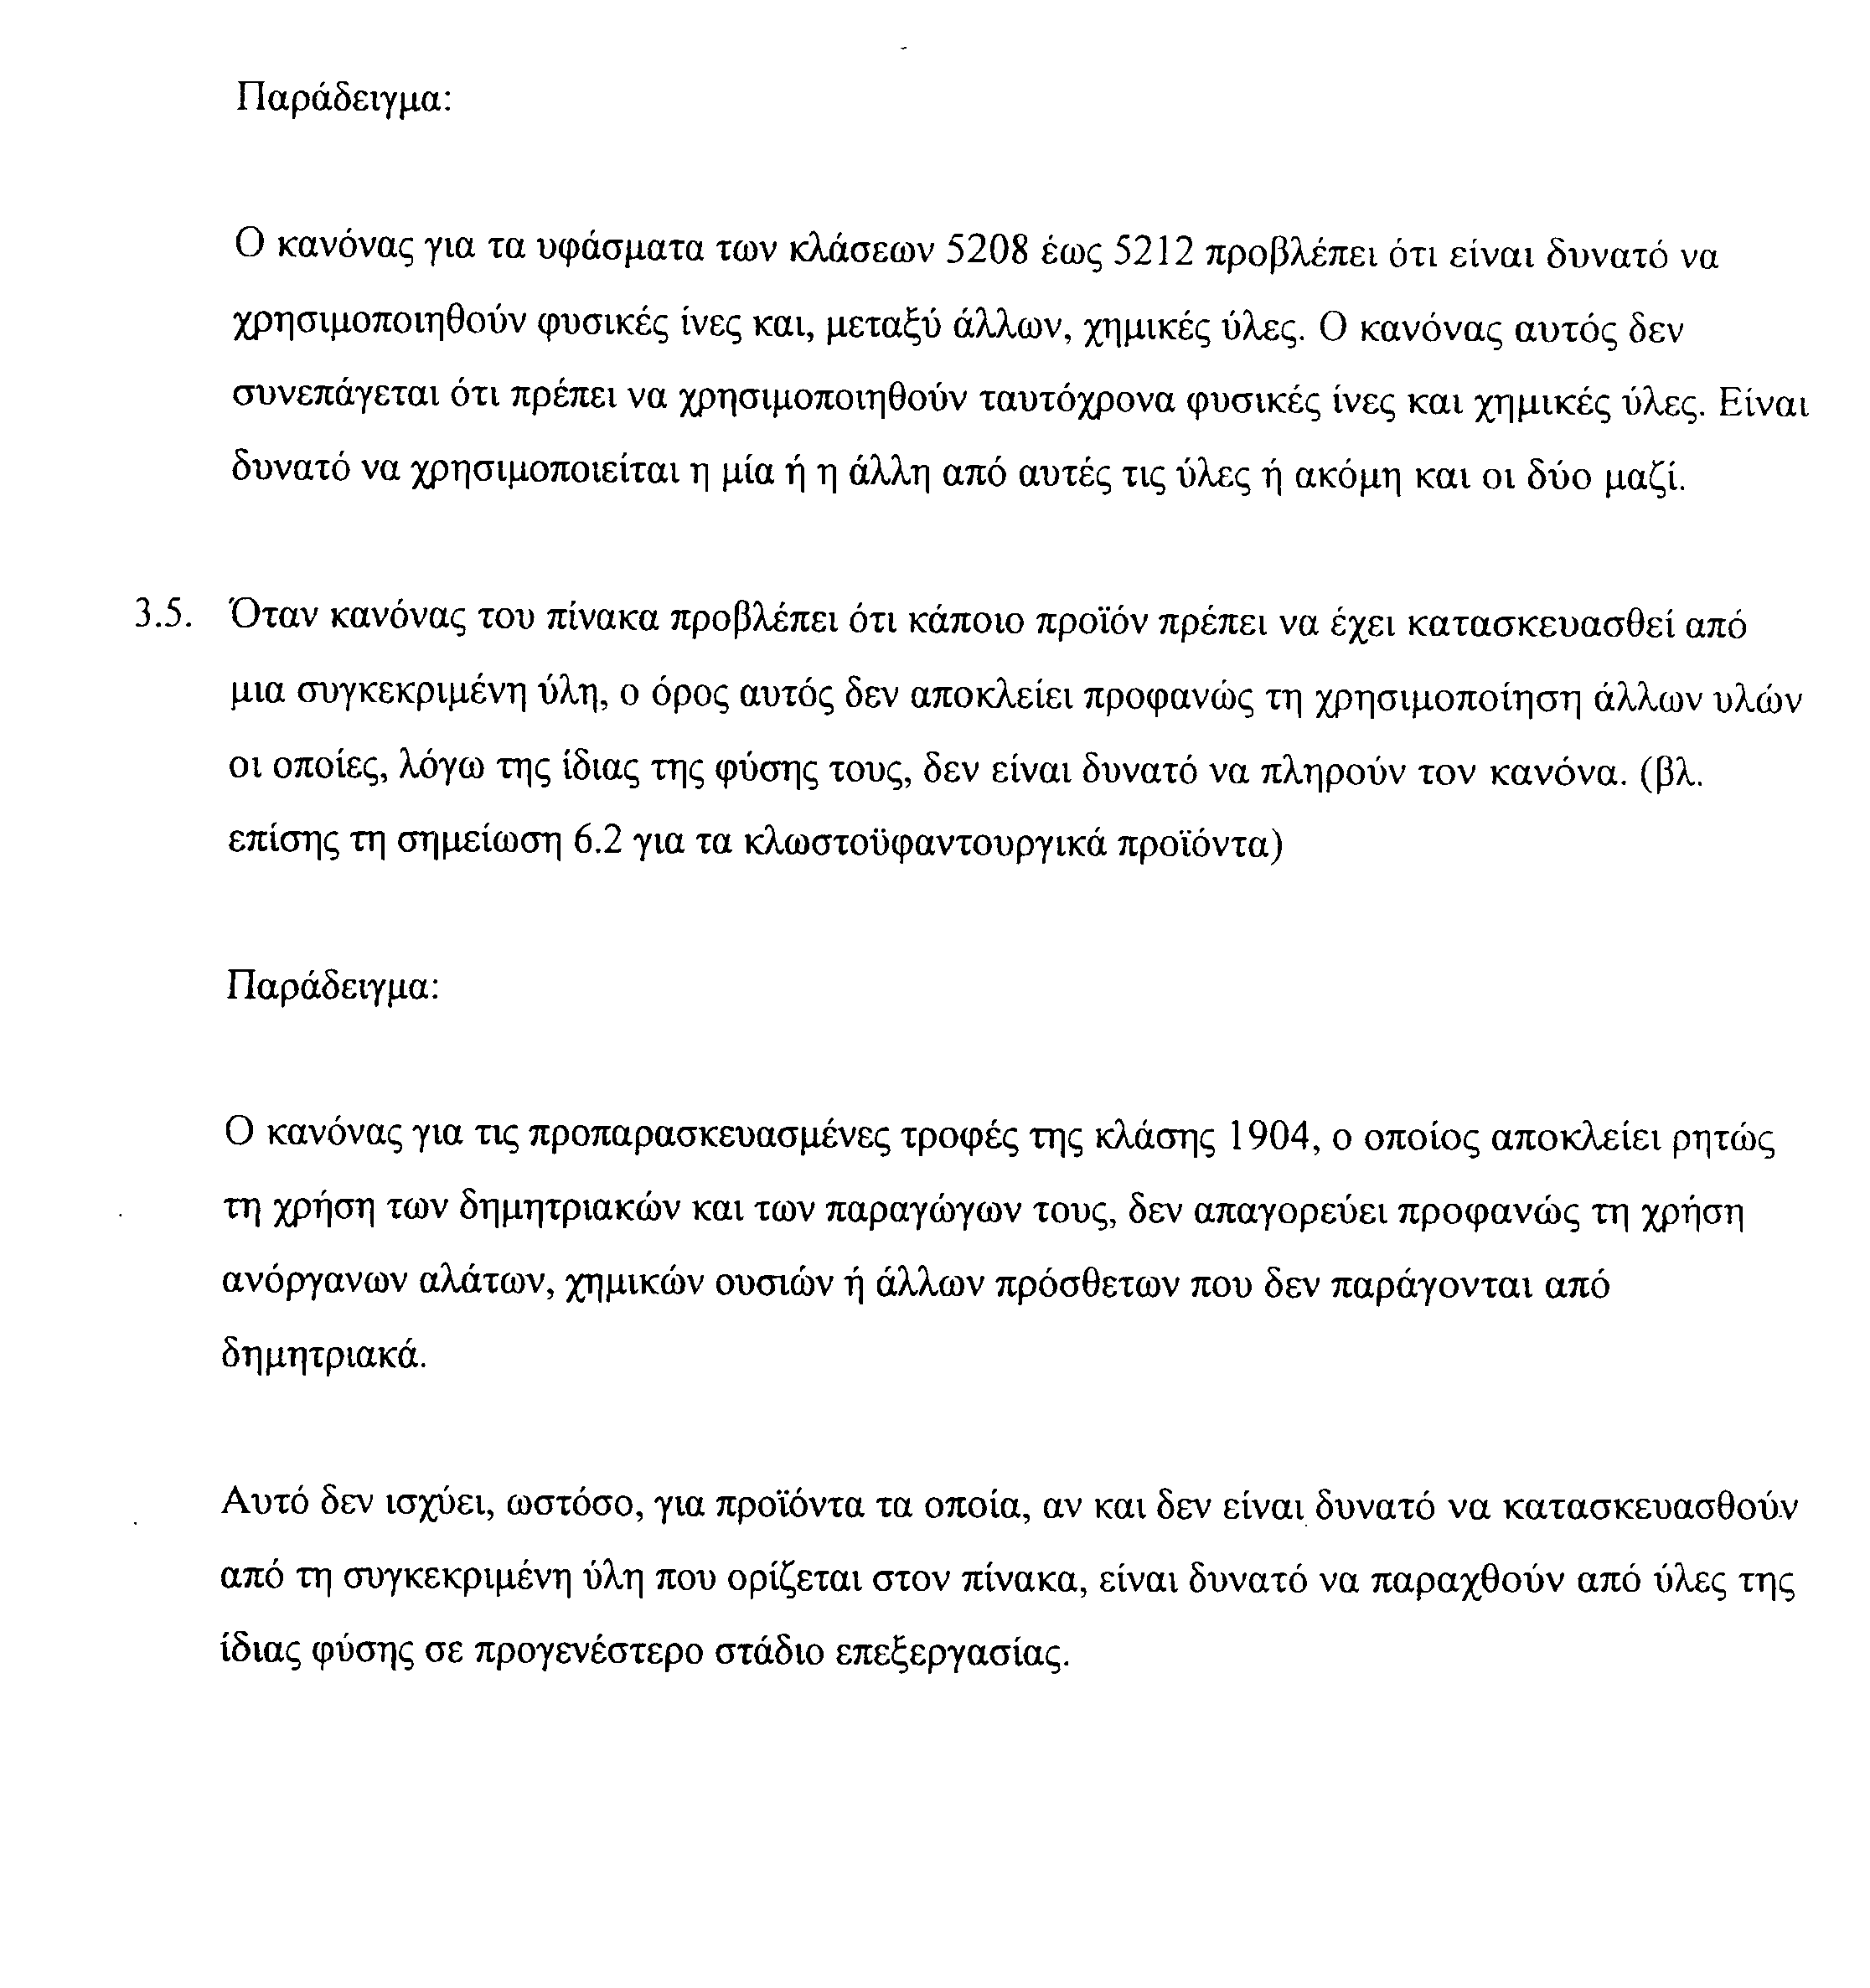 Παράδειγμα:
Ο κανόνας για τα υφάσματα των κλάσεων 5208 έως 5212 προβλέπει ότι είναι δυνατό να
χρησιμοποιηθούν φυσικές ίνες και, μεταξύ άλλων, χημικές ύλες. Ο κανόνας αυτός δεν
συνεπάγεται ότι πρέπει να χρησιμοποιηθούν ταυτόχρονα φυσικές ίνες και χημικές ύλες. Είναι
δυνατό να χρησιμοποιείται η μία ή η άλλη από αυτές τις ύλες ή ακόμη και οι δύο μαζί.
3.5. Όταν κανόνας του πίνακα προβλέπει ότι κάποιο προϊόν πρέπει να έχει κατασκευασθεί από
μια συγκεκριμένη ύλη, ο όρος αυτός δεν αποκλείει προφανώς τη χρησιμοποίηση άλλων υλών
οι οποίες, λόγω της ίδιας της φύσης τους, δεν είναι δυνατό να πληρούν τον κανόνα. (βλ.
επίσης τη σημείωση 6.2 για τα κλωστοϋφαντουργικά προϊόντα)
Παράδειγμα:
Ο κανόνας για τις προπαρασκευασμένες τροφές της κλάσης 1904, ο οποίος αποκλείει ρητώς
τη χρήση των δημητριακών και των παραγώγων τους, δεν απαγορεύει προφανώς τη χρήση
ανόργανων αλάτων, χημικών ουσιών ή άλλων πρόσθετων που δεν παράγονται από
δημητριακά.
Αυτό δεν ισχύει, ωστόσο, για προϊόντα τα οποία, αν και δεν είναι δυνατό να κατασκευασθούν
από τη συγκεκριμένη ύλη που ορίζεται στον πίνακα, είναι δυνατό να παραχθούν από ύλες της
ίδιας φύσης σε προγενέστερο στάδιο επεξεργασίας.